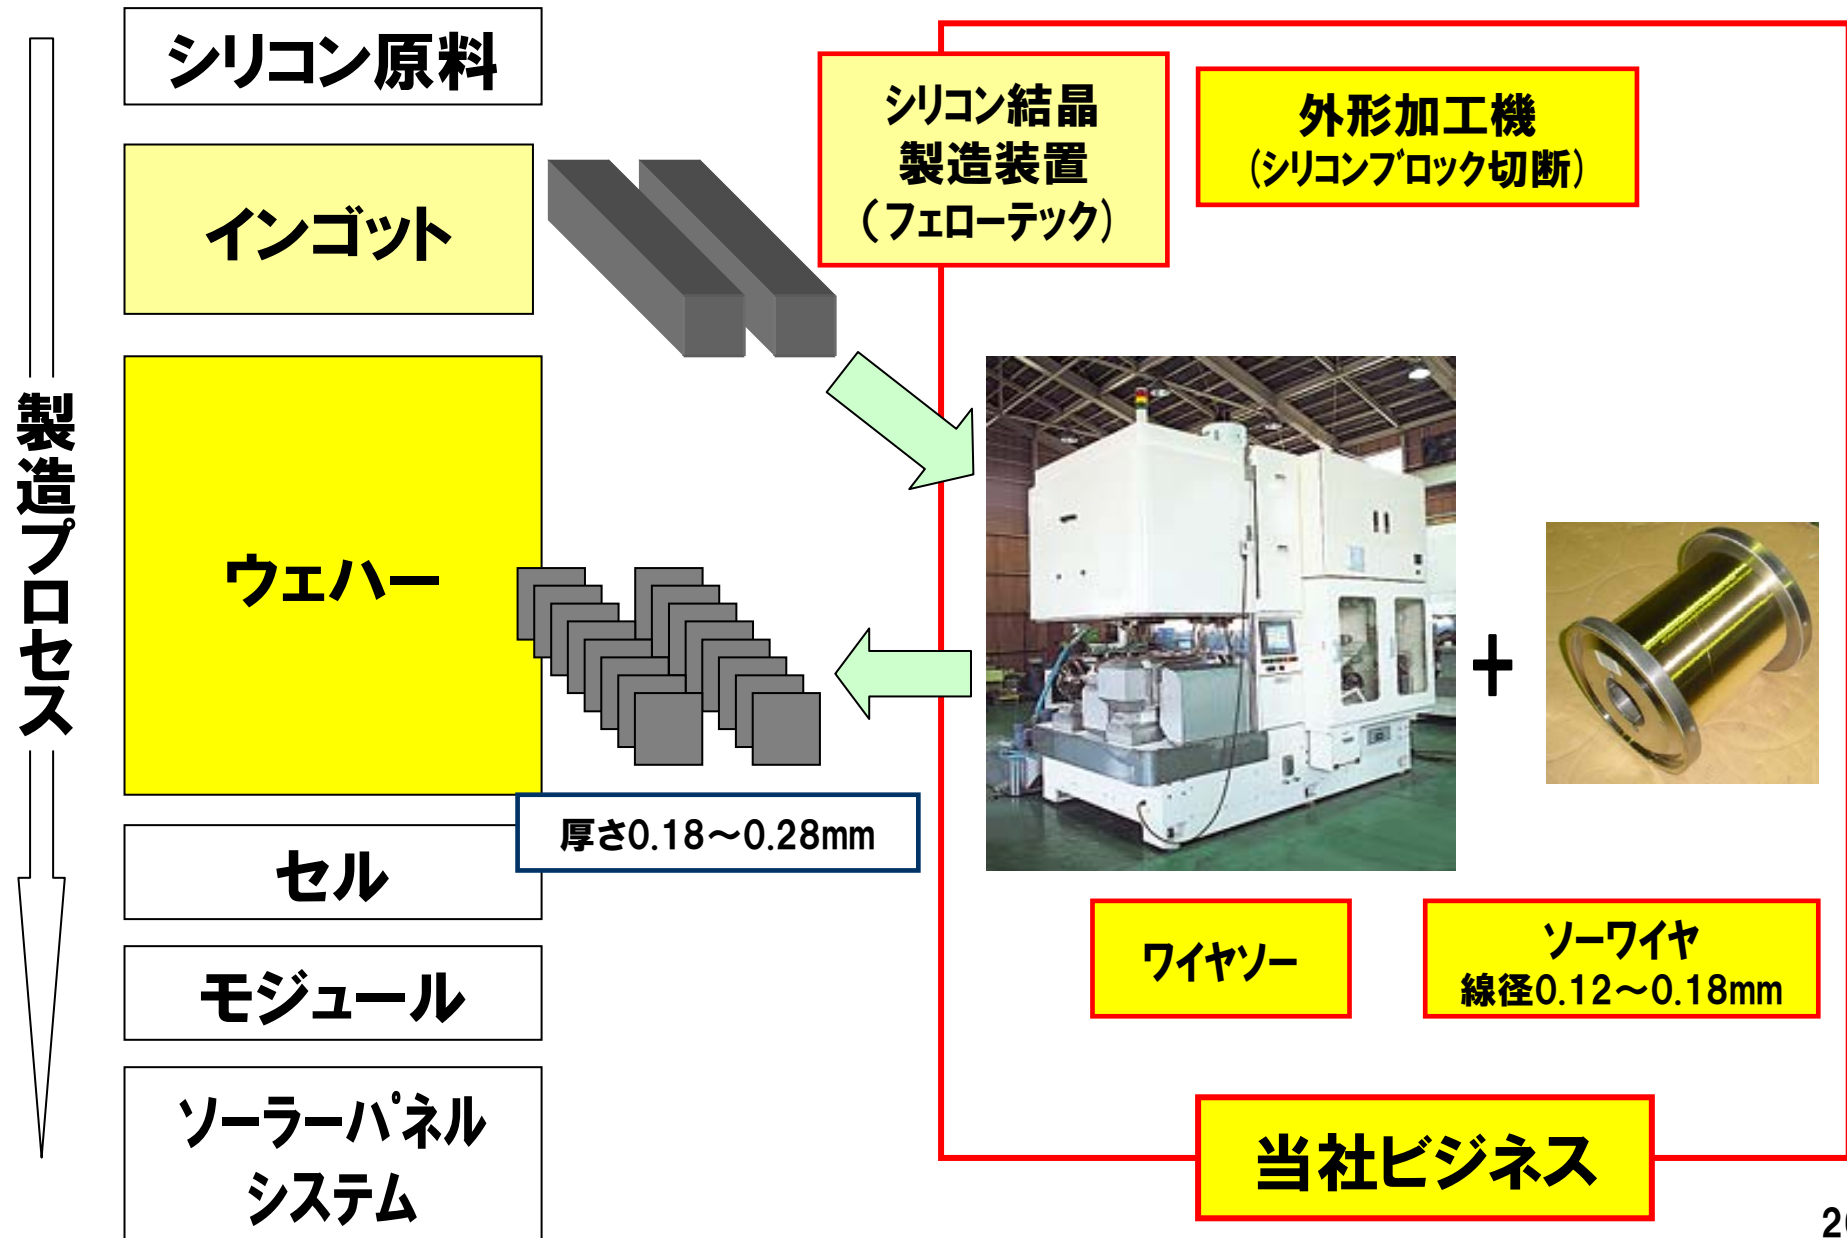 製造プロセス
シリコン原料
インゴット
ウェハー
厚さ0.18～0.28mm
セル
モジュール
ソーラーパネル
システム
シリコン結晶
製造装置
(フェローテック)
外形加工機
(シリコンブロック切断)
+
ワイヤソー
ソーワイヤ
線径0.12～0.18mm
当社ビジネス